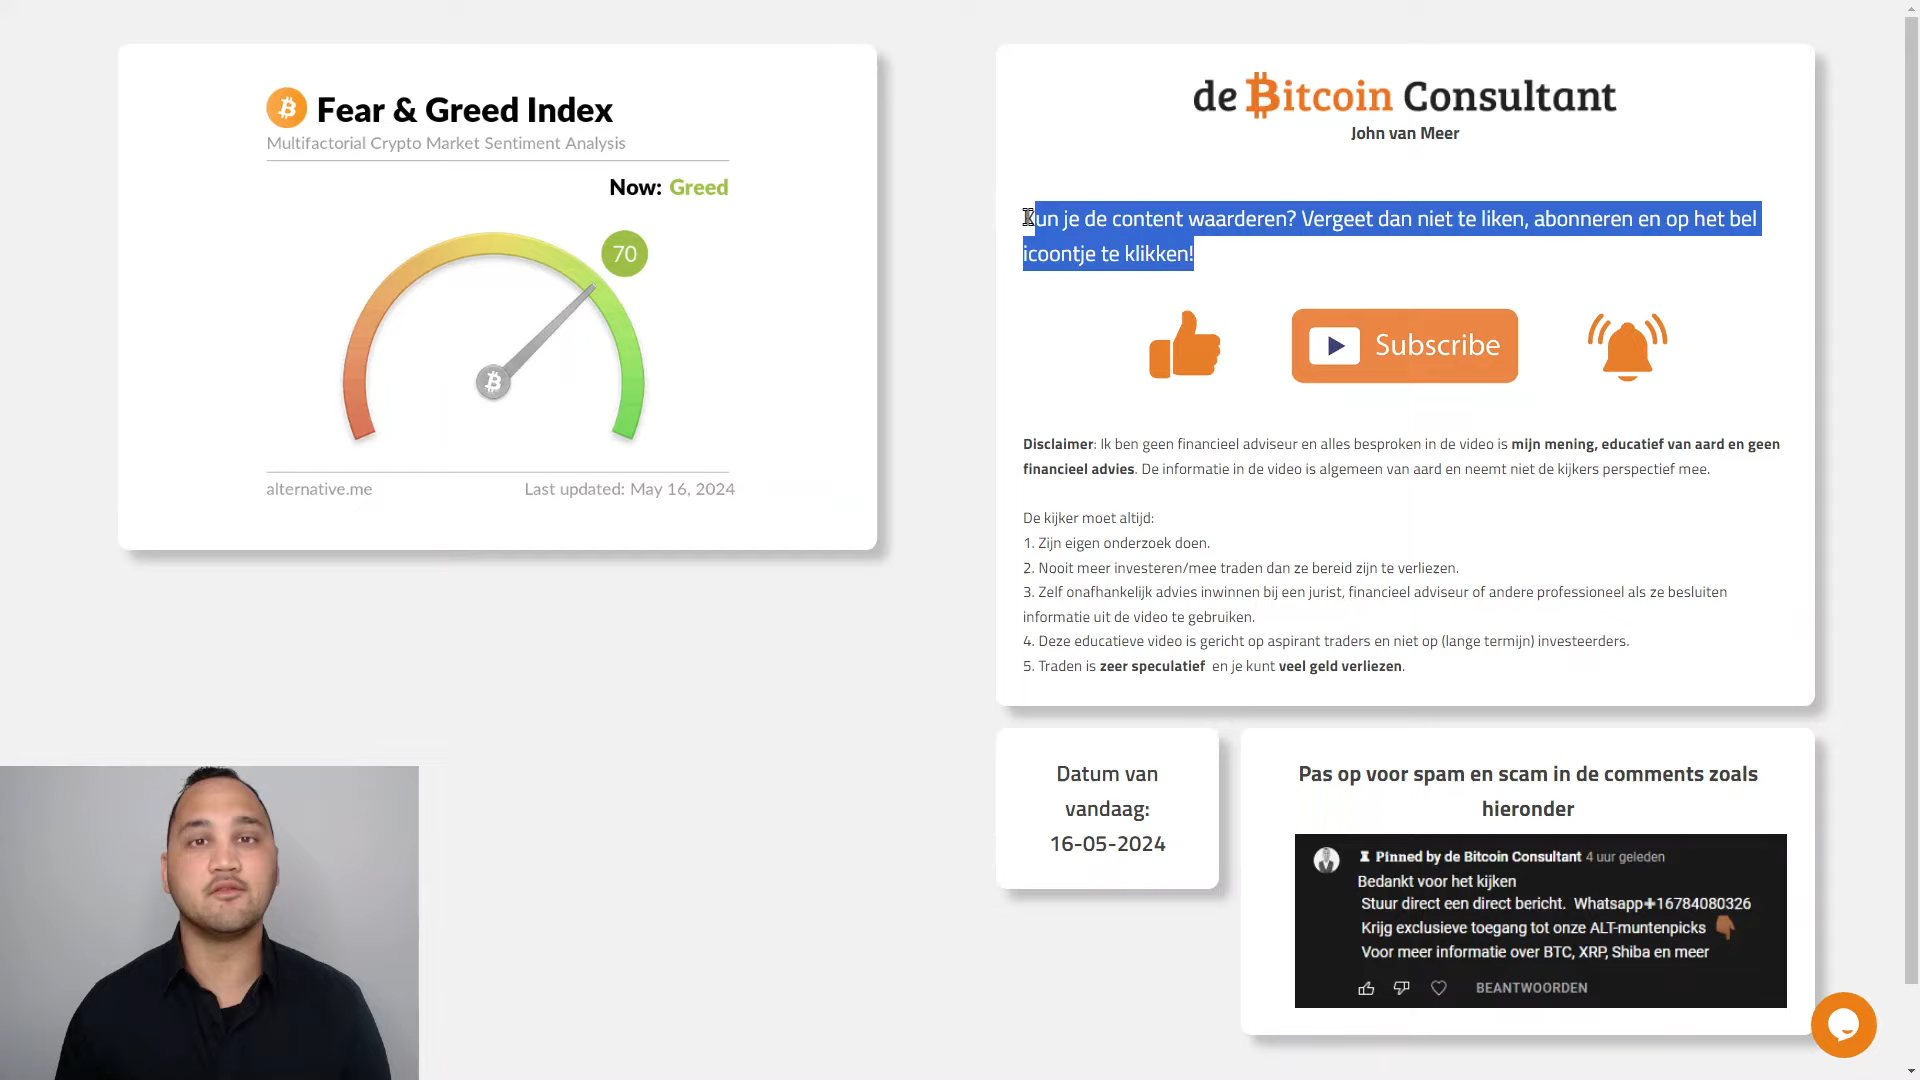 Fear & Greed Index
Multifactorial Crypto Market Sentiment Analysis
Now: Greed
70
alternative.me
Last updated: May 16, 2024
de Bitcoin Consultant
John van Meer
Kun je de content waarderen? Vergeet dan niet te liken, abonneren en op het bel
icoontje te klikken!
Subscribe
Disclaimer: Ik ben geen financieel adviseur en alles besproken in de video is mijn mening, educatief van aard en geen
financieel advies. De informatie in de video is algemeen van aard en neemt niet de kijkers perspectief mee.
De kijker moet altijd:
1. Zijn eigen onderzoek doen.
2. Nooit meer investeren/mee traden dan ze bereid zijn te verliezen.
3. Zelf onafhankelijk advies inwinnen bij een jurist, financieel adviseur of andere professioneel als ze besluiten
informatie uit de video te gebruiken.
4. Deze educatieve video is gericht op aspirant traders en niet op (lange termijn) investeerders.
5. Traden is zeer speculatief en je kunt veel geld verliezen.
Datum van
vandaag:
16-05-2024
Pas op voor spam en scam in de comments zoals
hieronder
Pinned by de Bitcoin Consultant 4 uur geleden
Bedankt voor het kijken
Stuur direct een direct bericht. Whatsapp+16784080326
Krijg exclusieve toegang tot onze ALT-muntenpicks
Voor meer informatie over BTC, XRP, Shiba en meer
BEANTWOORDEN